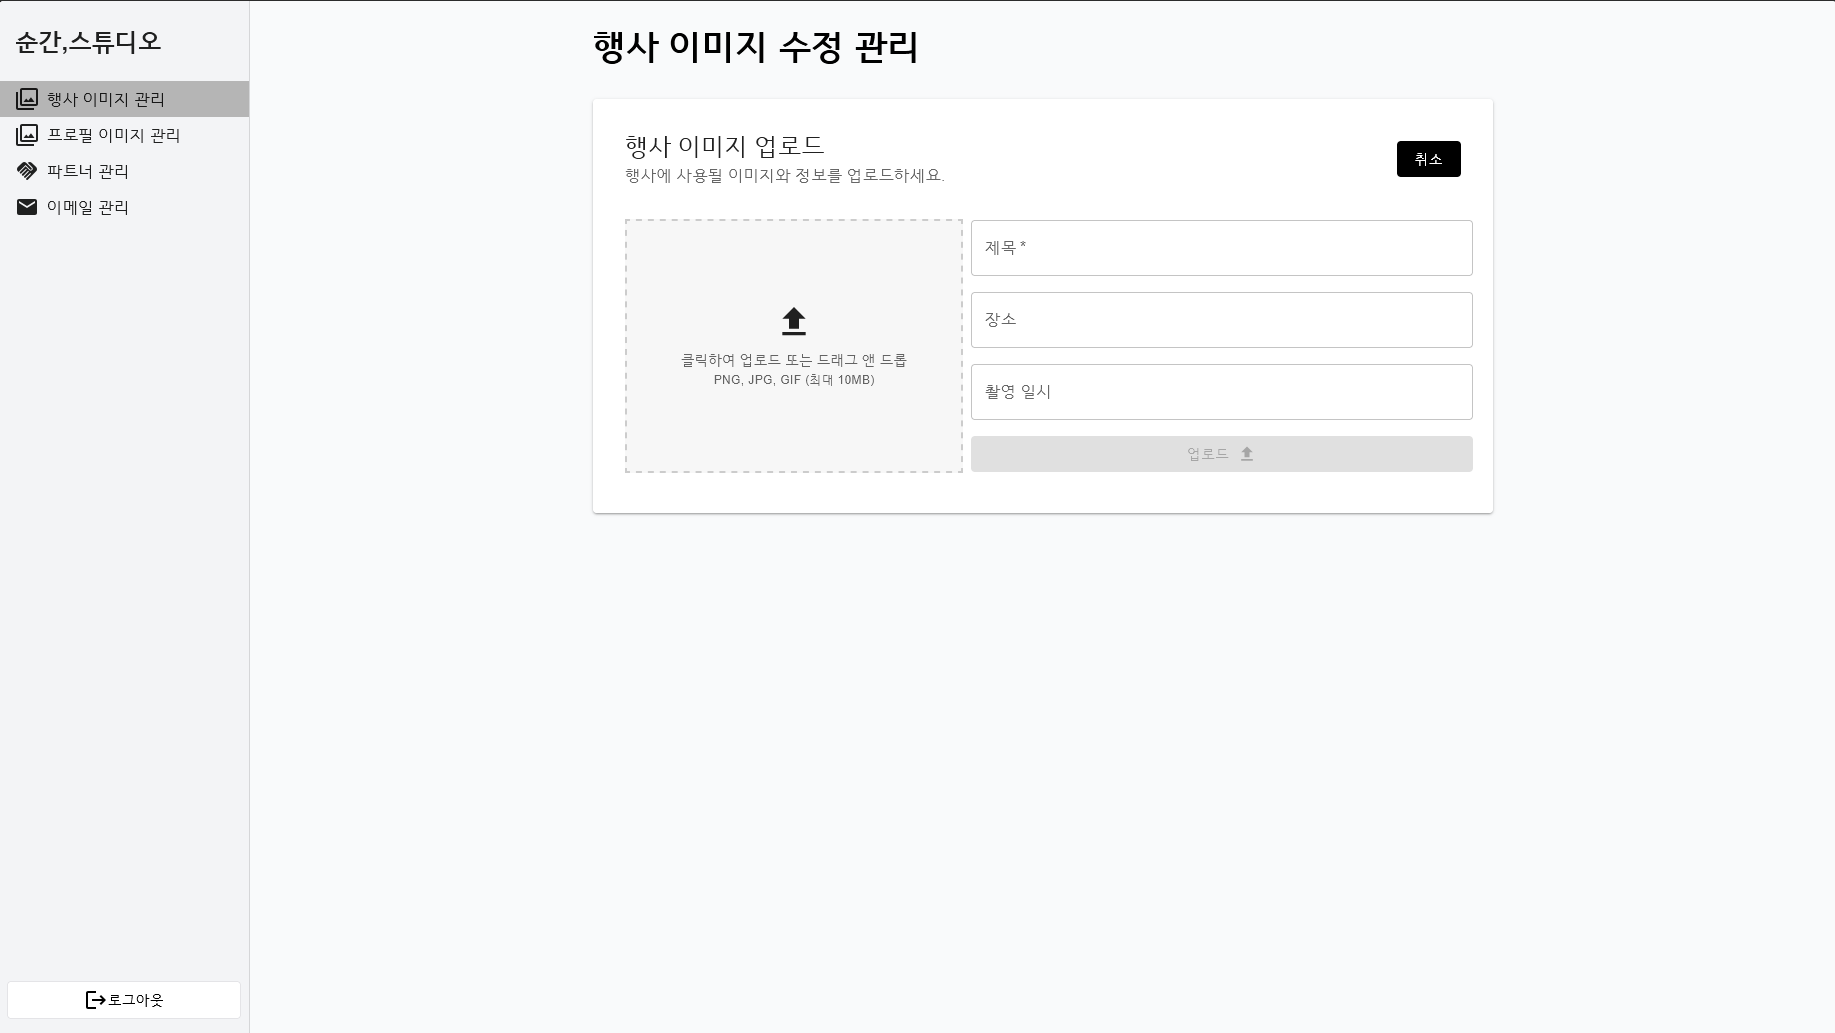 순간,스튜디오
행사 이미지 관리
프로필 이미지 관리
파트너 관리
이메일 관리
로그아웃
행사 이미지 수정 관리
행사 이미지 업로드
행사에 사용될 이미지와 정보를 업로드하세요.
취소
클릭하여 업로드 또는 드래그 앤 드롭
PNG, JPG, GIF (최대 10MB)
제목 *
장소
촬영 일시
업로드